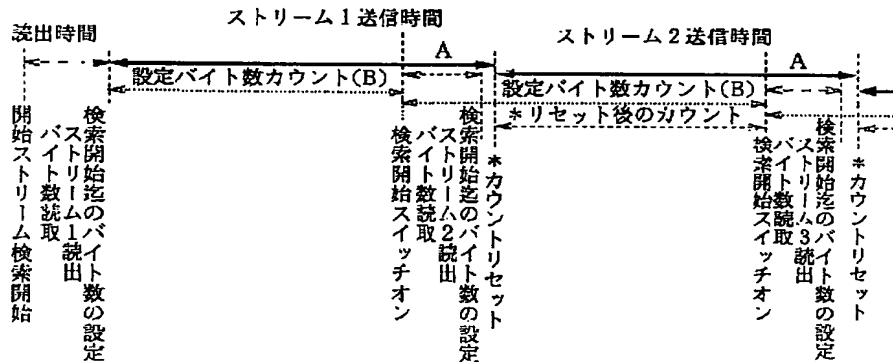 ストリーム1送信時間
読出時間
A
ストリーム2送信時間
A
設定バイト数カウント(B)
設定バイト数カウント(B)
*リセット後のカウント
開始ストリーム検索開始
バイト数読取
ストリーム1読出
検索開始迄のバイト数の設定
検索開始スイッチオン
バイト数読取
ストリーム2読出
検索開始迄のバイト数の設定
*カウントリセット
検索開始スイッチオン
バイト数読取
ストリーム3読出
検索開始迄のバイト数の設定
*カウントリセット